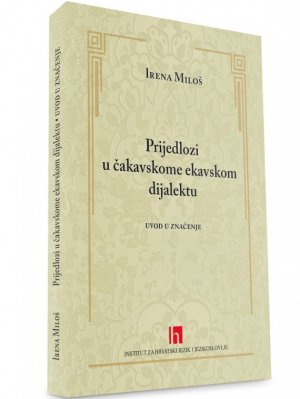 Irena Miloš
Prijedlozi
u čakavskome ekavskom
dijalektu
uvod u značenje
h
INSTITUT ZA HRVATSKI JEZIK I JEZIKOSLOVLJE
Irena Miloš
Prijedlozi u čakavskome ekavskom dijalektu • uvod u značenje